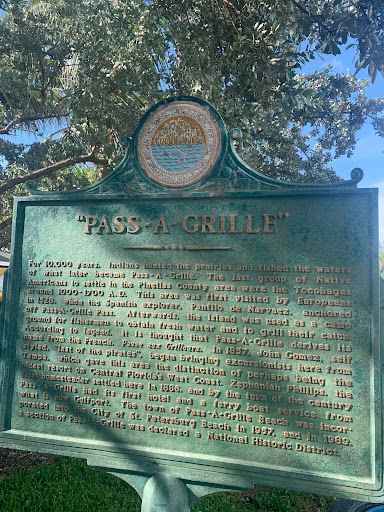 "PASS-A-GRILLE"
For 10,000 years, Indians hunted the prairies and fished the waters
of what later became Pass-A-Grille. The last group of Native
Americans to settle in the Pinellas County area were the Tocobagas
around 1000-1700 A.D. This area was first visited by Europeans
in 1528, when the Spanish explorer, Panfilo de Narvaez, anchored
off Pass-A-Grille Pass. Afterwards, the island was used as a camp
ground for fishermen to obtain fresh water and to grill their catch.
According to legend, it is thought that Pass-A-Grille derives its
name from the French, Passe aux Grilleurs. In 1857, John Gomez, self
styled, "last of the pirates", began bringing excursionists here from
Tampa, which gave this area the distinction of perhaps being the
oldest resort on Central Florida's West Coast. Zephaniah Phillips, the
homesteader settled here in 1886, and by the turn of the century
Pass-A-Grille had its first hotel and a ferry boat service from
what is now Gulfport. The town of Pass-A-Grille Beach was incor-
porated into the City of St. Petersburg Beach in 1957, and in 1989,
a section of Pass-A-Grille was declared a National Historic District.